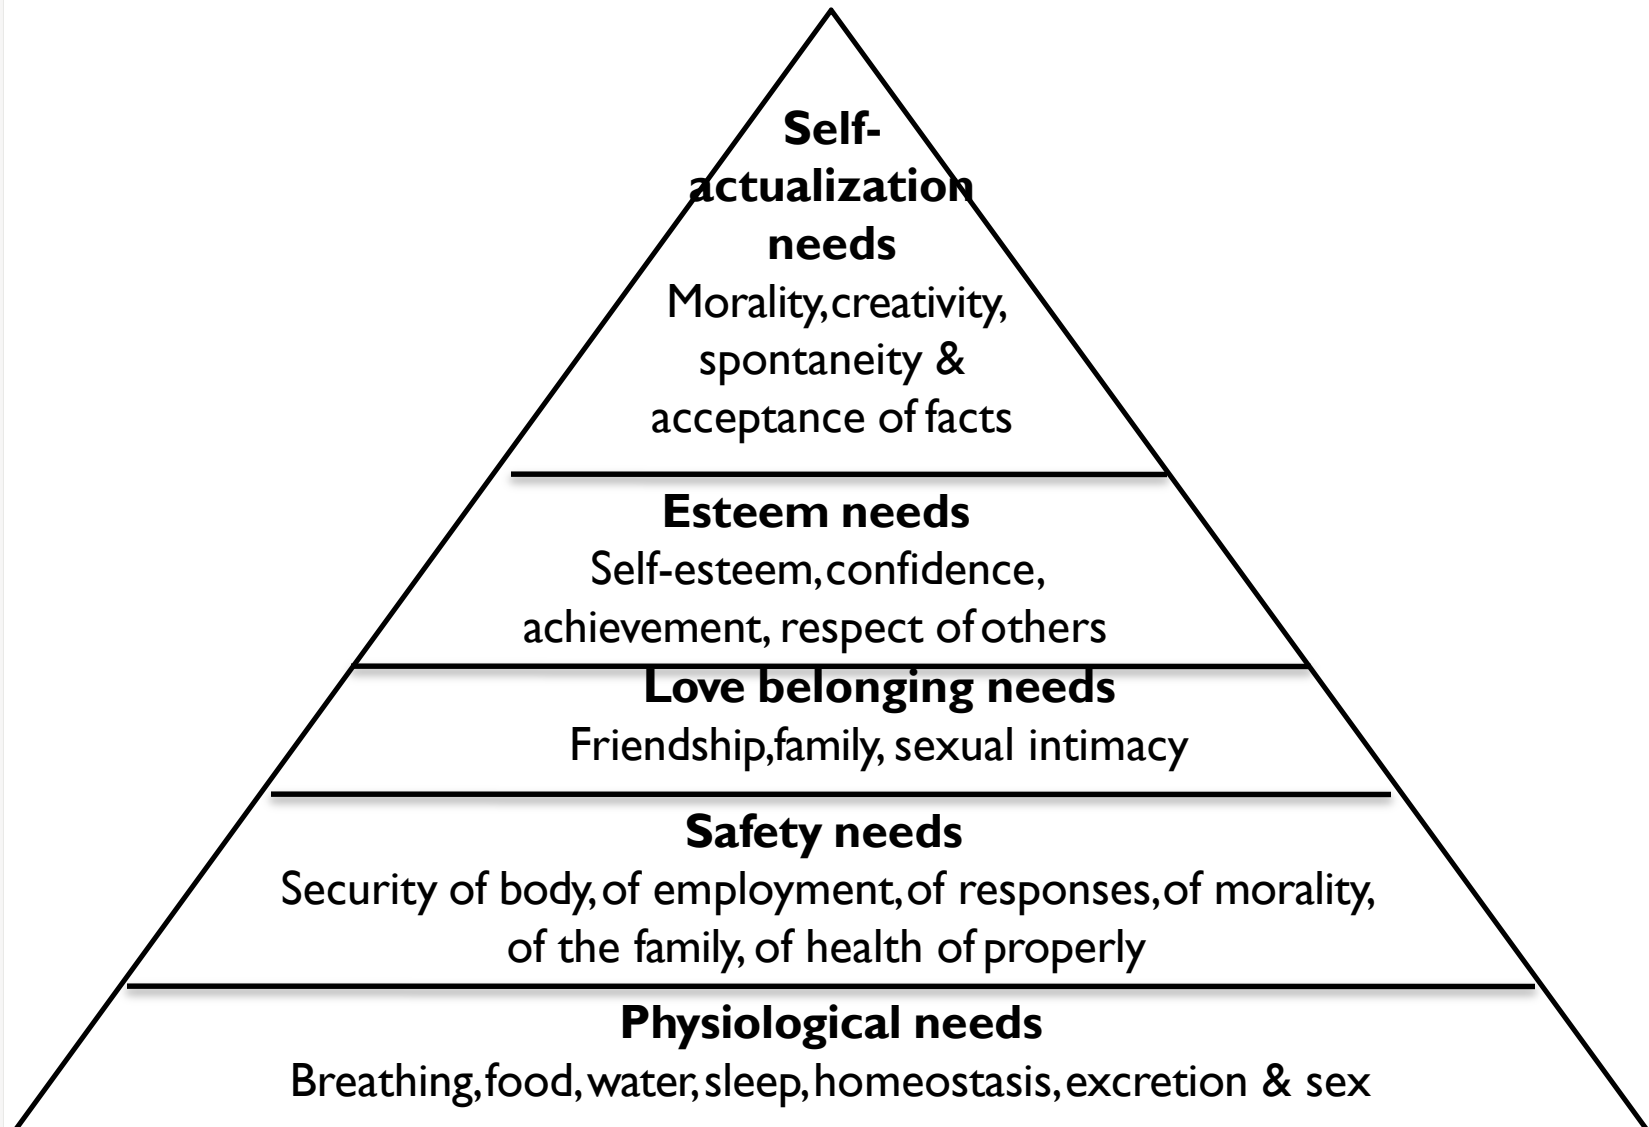 Self-
actualization
needs
Morality, creativity,
spontaneity &
acceptance of facts
Esteem needs
Self-esteem, confidence,
achievement, respect of others
Love belonging needs
Friendship, family, sexual intimacy
Safety needs
Security of body, of employment, of responses, of morality,
of the family, of health of properly
Physiological needs
Breathing, food, water, sleep, homeostasis, excretion & sex